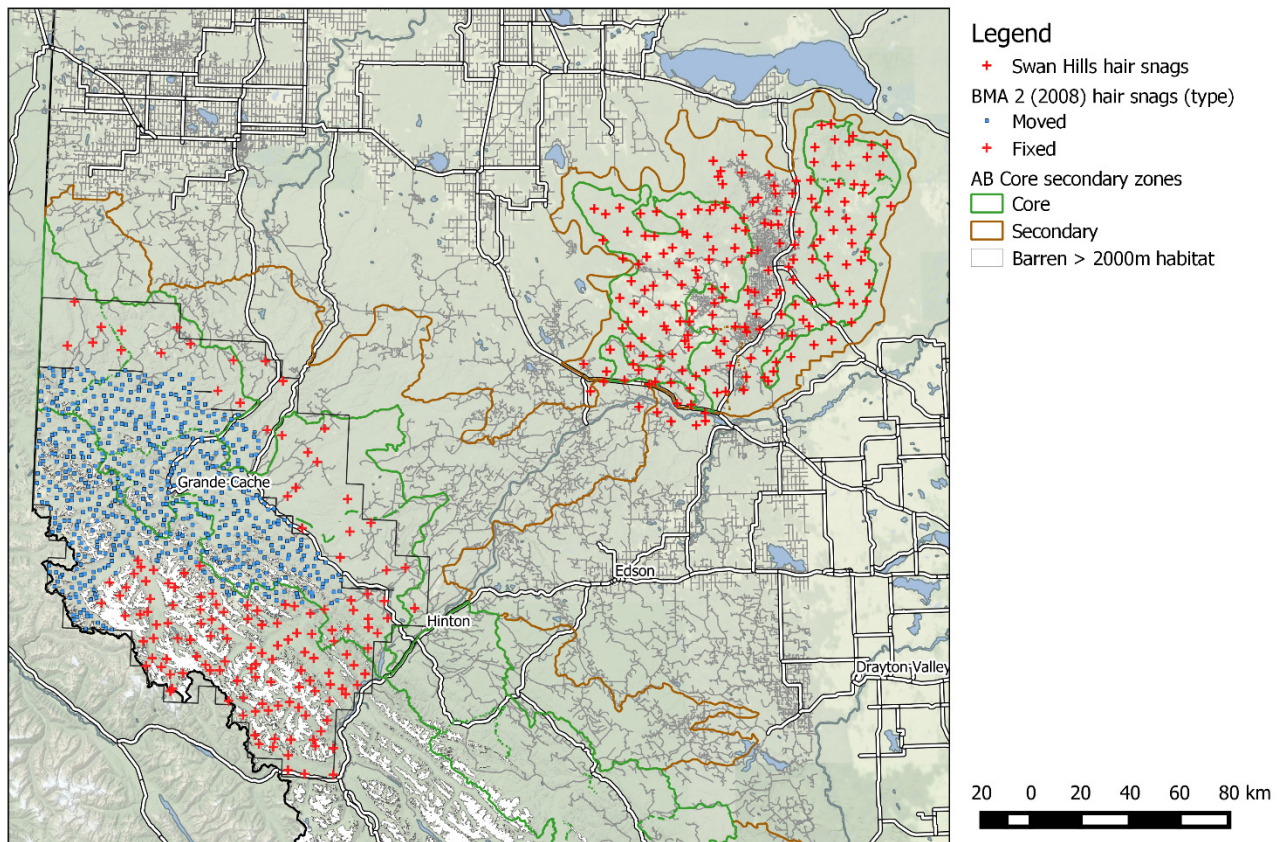 Legend
Swan Hills hair snags
BMA 2 (2008) hair snags (type)
Moved
Fixed
AB Core secondary zones
Core
Secondary
Barren > 2000m habitat
Grande Cache
Edson
Hinton
Drayton Valley
20 0 20 40 60 80 km